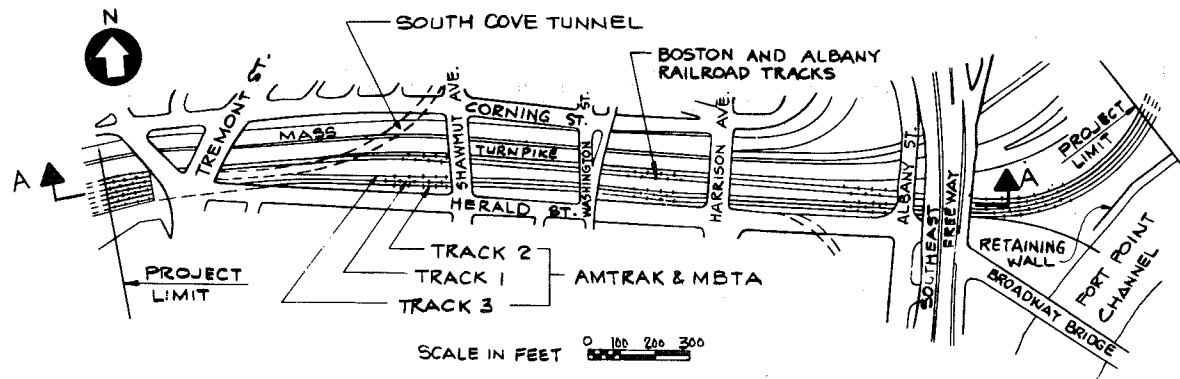 N
SOUTH COVE TUNNEL
BOSTON AND ALBANY
RAILROAD TRACKS
TREMONT ST.
MASS
TURNPIKE
SHAWMUT AVE.
CORNING ST.
WASHINGTON ST.
HARRISON AVE
ALBANY ST.
PROJECT
LIMIT
A
A
HERALD ST.
SOUTHEAST
FREEWAY
RETAINING
WALL
FORT POINT
CHANNEL
BROADWAY BRIDGE
PROJECT
LIMIT
TRACK 2
TRACK 1
TRACK 3
AMTRAK & MBTA
SCALE IN FEET
0 100 200 300